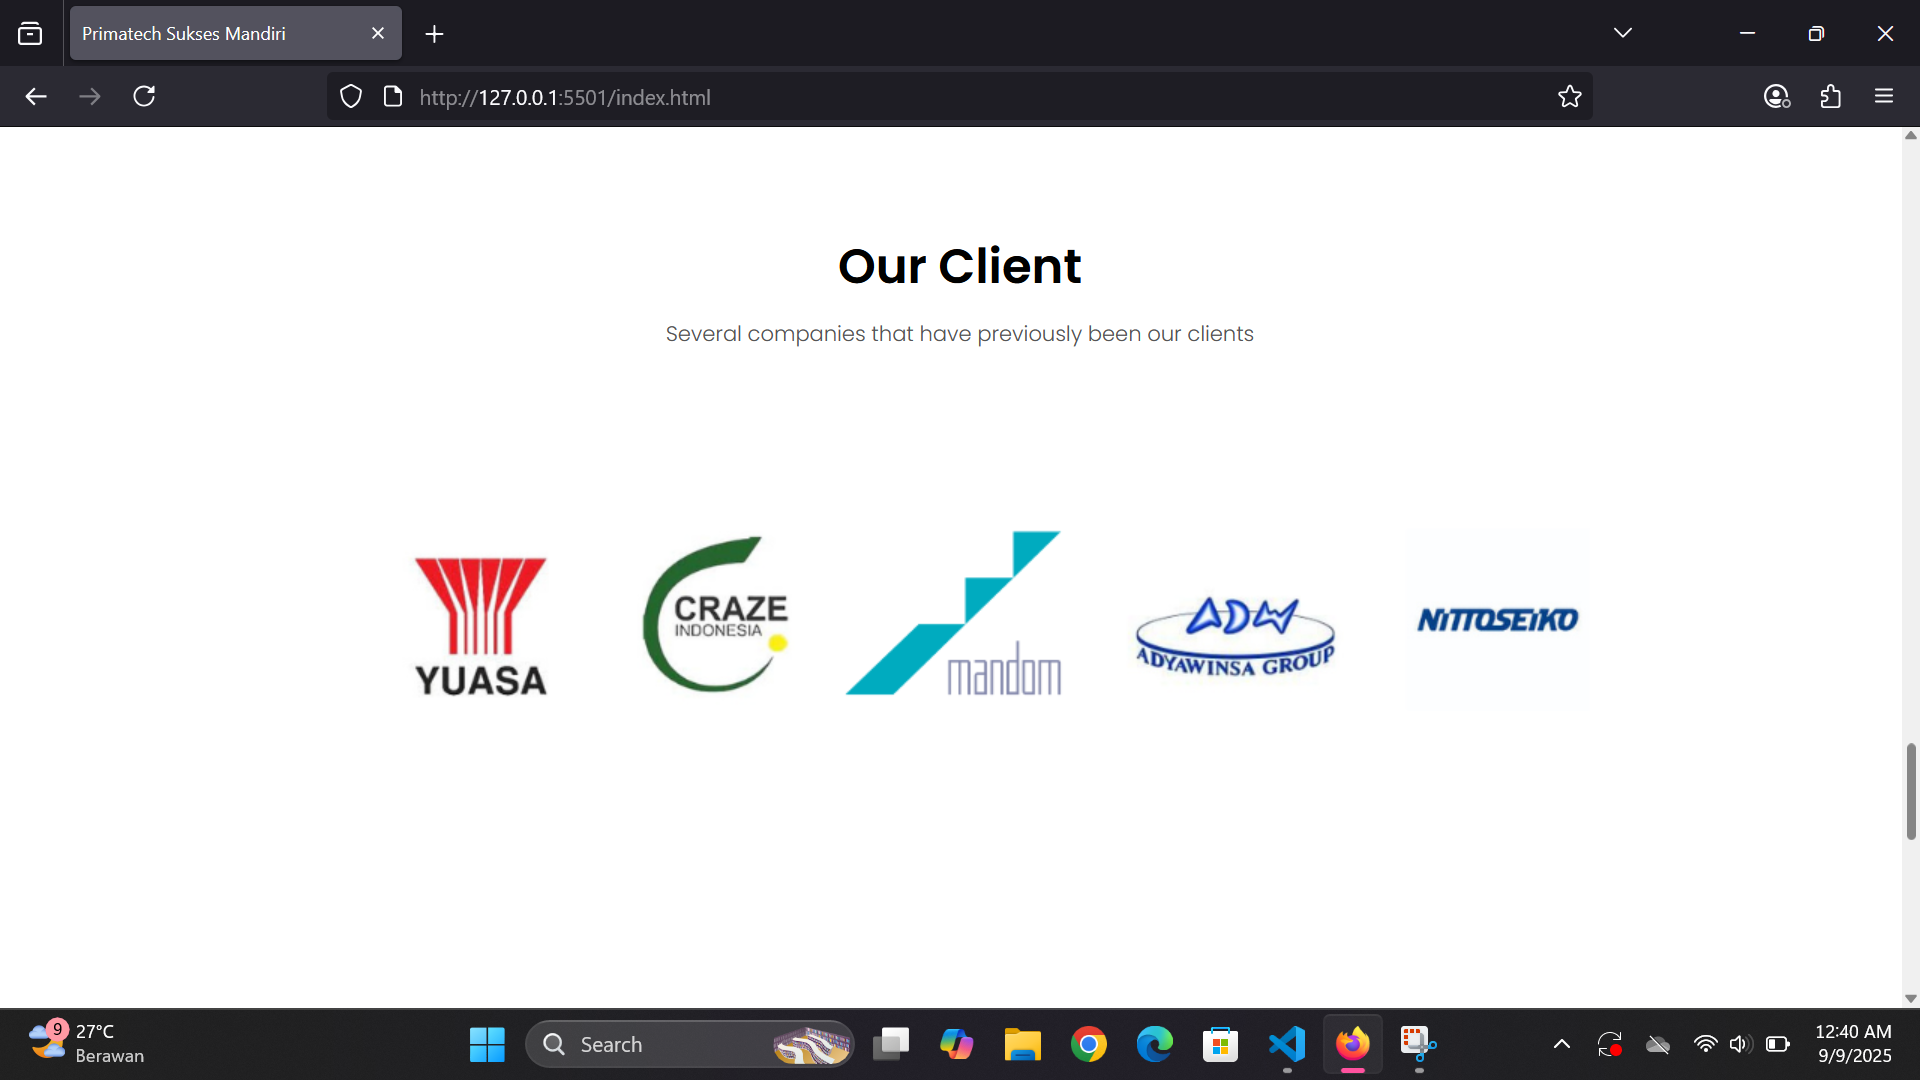 Primatech Sukses Mandiri
http://127.0.0.1:5501/index.html
Our Client
Several companies that have previously been our clients
YUASA
CRAZE
INDONESIA
mandom
ADW
ADYAWINSA GROUP
NITTOSEIKO
9
27°C
Berawan
Search
12:40 AM
9/9/2025